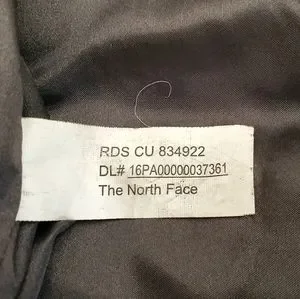 RDS CU 834922
DL# 16PA00000037361
The North Face